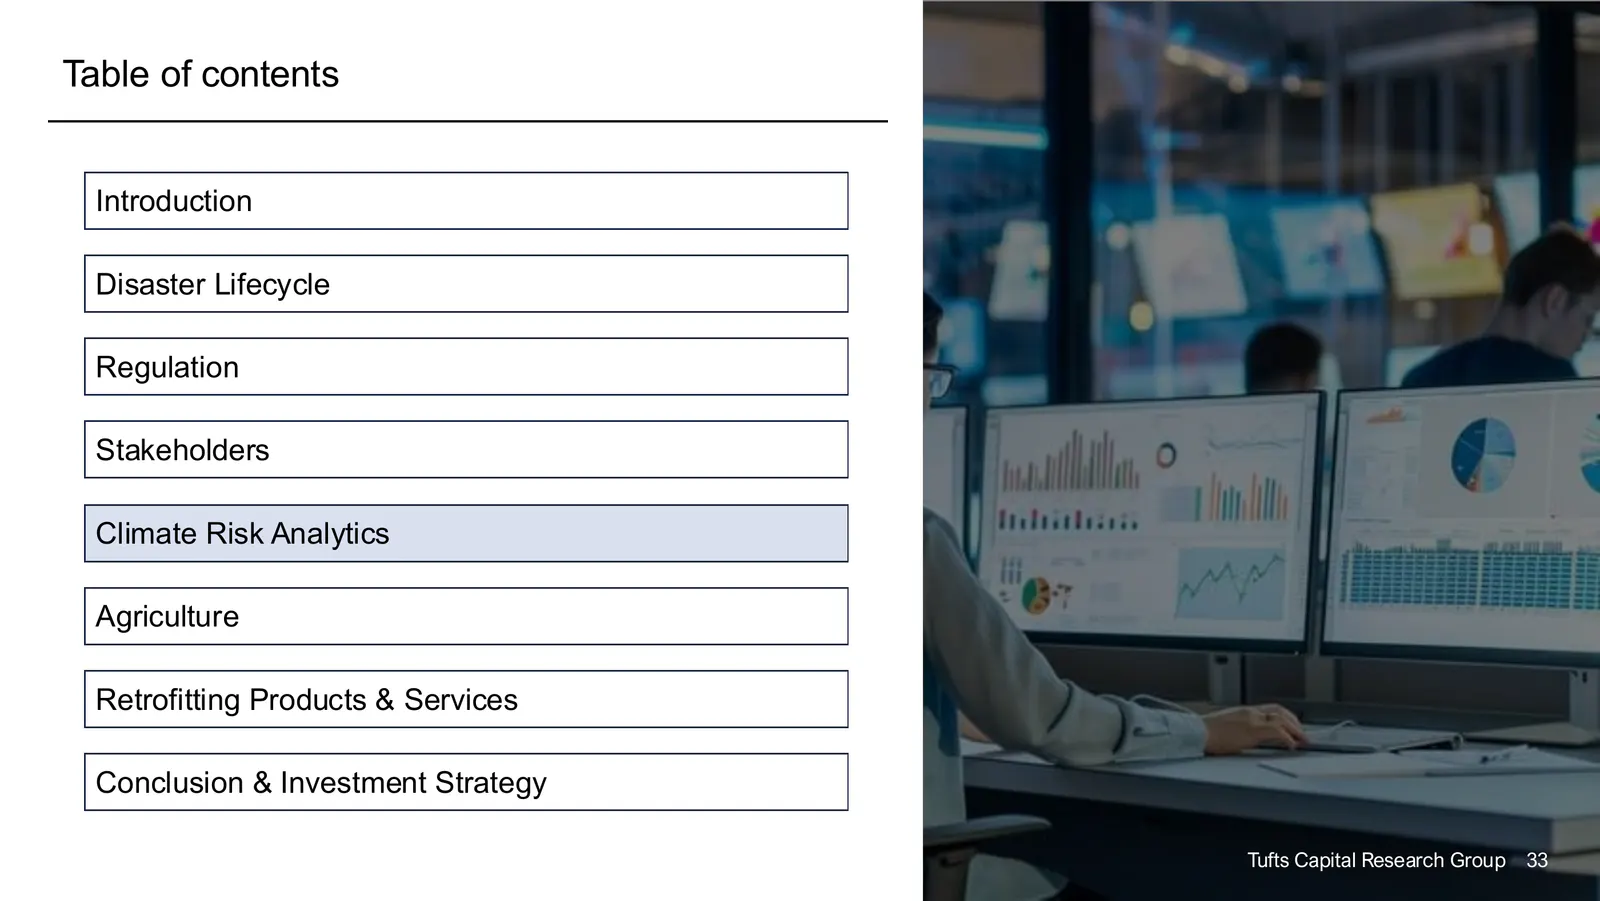 Table of contents
Introduction
Disaster Lifecycle
Regulation
Stakeholders
Climate Risk Analytics
Agriculture
Retrofitting Products & Services
Conclusion & Investment Strategy
Tufts Capital Research Group 33